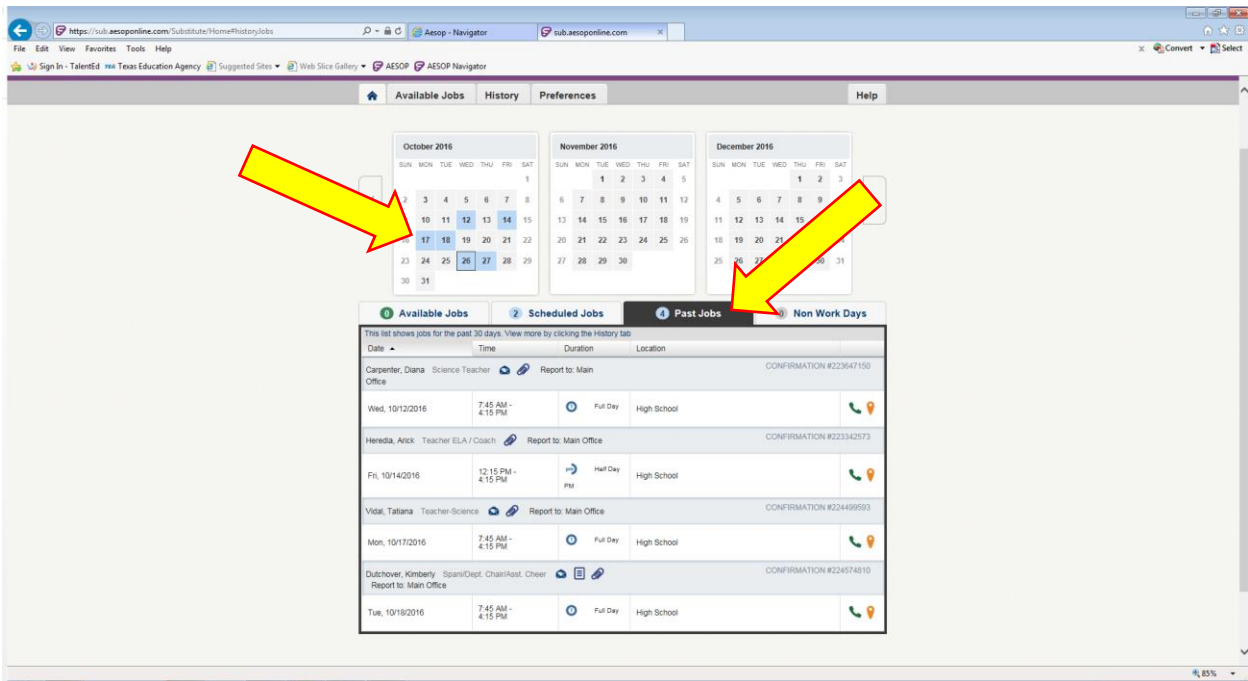 https://sub.aesoponline.com/Substitute/Home#historyJobs
Aesop - Navigator
sub.aesoponline.com
File Edit View Favorites Tools Help
Convert Select
Sign In - TalentEd TEA Texas Education Agency Suggested Sites Web Slice Gallery AESOP AESOP Navigator
Available Jobs History Preferences Help
October 2016
SUN MON TUE WED THU FRI SAT
1
2 3 4 5 6 7 8
10 11 12 13 14 15
16 17 18 19 20 21 22
23 24 25 26 27 28 29
30 31
November 2016
SUN MON TUE WED THU FRI SAT
1 2 3 4 5
6 7 8 9 10 11 12
13 14 15 16 17 18 19
20 21 22 23 24 25 26
27 28 29 30
December 2016
SUN MON TUE WED THU FRI SAT
1 2 3
4 5 6 7 8 9
11 12 13 14 15
18 19 20 21
25 26 27 30 31
0 Available Jobs 2 Scheduled Jobs 4 Past Jobs 0 Non Work Days
This list shows jobs for the past 30 days. View more by clicking the History tab
Date Time Duration Location
Carpenter, Diana Science Teacher Report to: Main CONFIRMATION #223647150
Office
Wed, 10/12/2016 7:45 AM - 4:15 PM Full Day High School
Heredia, Arick Teacher ELA / Coach Report to: Main Office CONFIRMATION #223342573
Fri, 10/14/2016 12:15 PM - 4:15 PM Half Day PM High School
Vidal, Tatiana Teacher-Science Report to: Main Office CONFIRMATION #224499593
Mon, 10/17/2016 7:45 AM - 4:15 PM Full Day High School
Dutchover, Kimberly Spani/Dept. Chair/Asst. Cheer CONFIRMATION #224574810
Report to: Main Office
Tue, 10/18/2016 7:45 AM - 4:15 PM Full Day High School
85%